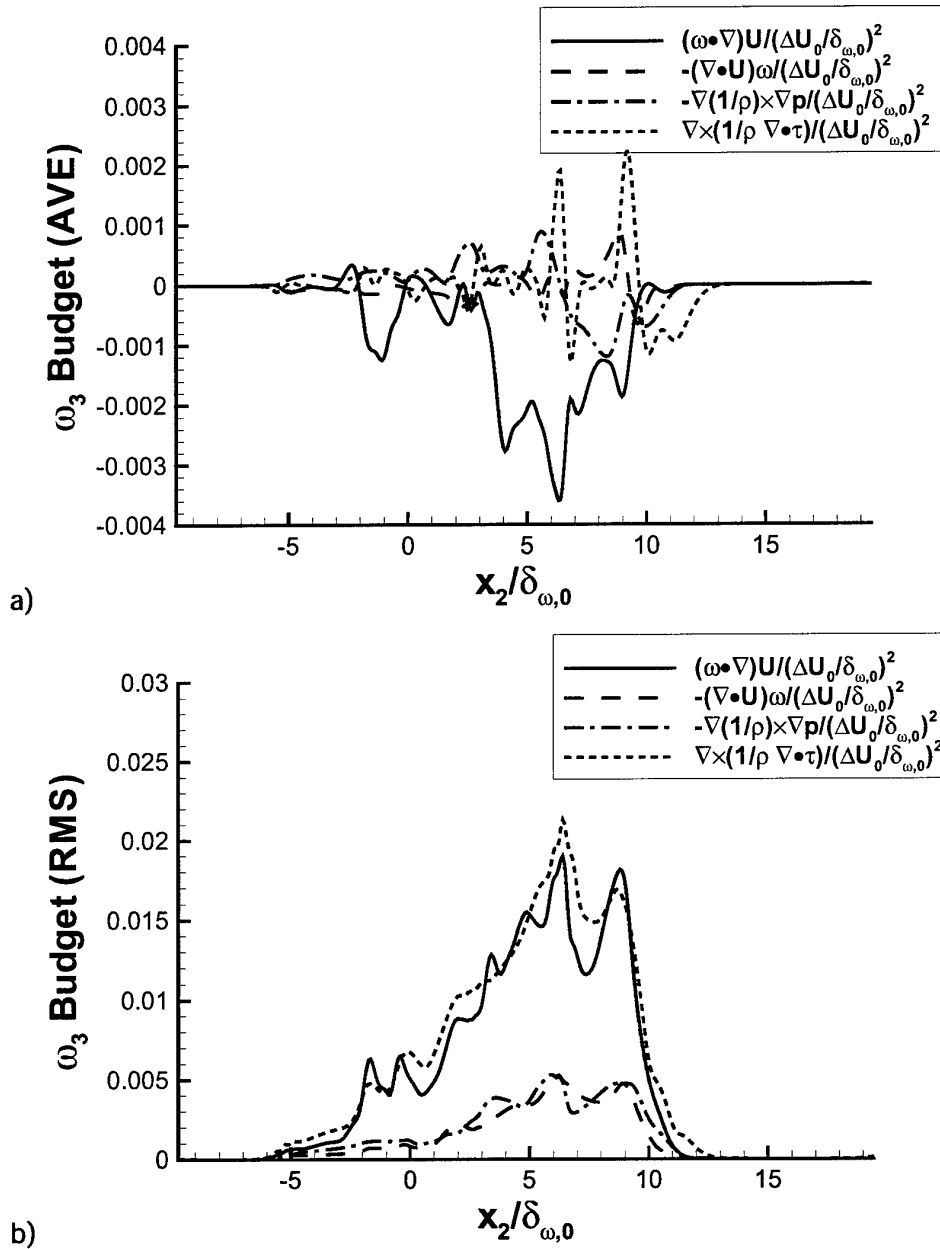 (ω•∇)U/(ΔU₀/δω,₀)²
-(∇•U)ω/(ΔU₀/δω,₀)²
-∇(1/ρ)×∇p/(ΔU₀/δω,₀)²
∇×(1/ρ ∇•τ)/(ΔU₀/δω,₀)²
0.004
0.003
0.002
0.001
0
-0.001
-0.002
-0.003
-0.004
ω₃ Budget (AVE)
-5
0
5
10
15
x₂/δω,₀
a)
(ω•∇)U/(ΔU₀/δω,₀)²
-(∇•U)ω/(ΔU₀/δω,₀)²
-∇(1/ρ)×∇p/(ΔU₀/δω,₀)²
∇×(1/ρ ∇•τ)/(ΔU₀/δω,₀)²
0.03
0.025
0.02
0.015
0.01
0.005
0
ω₃ Budget (RMS)
-5
0
5
10
15
x₂/δω,₀
b)